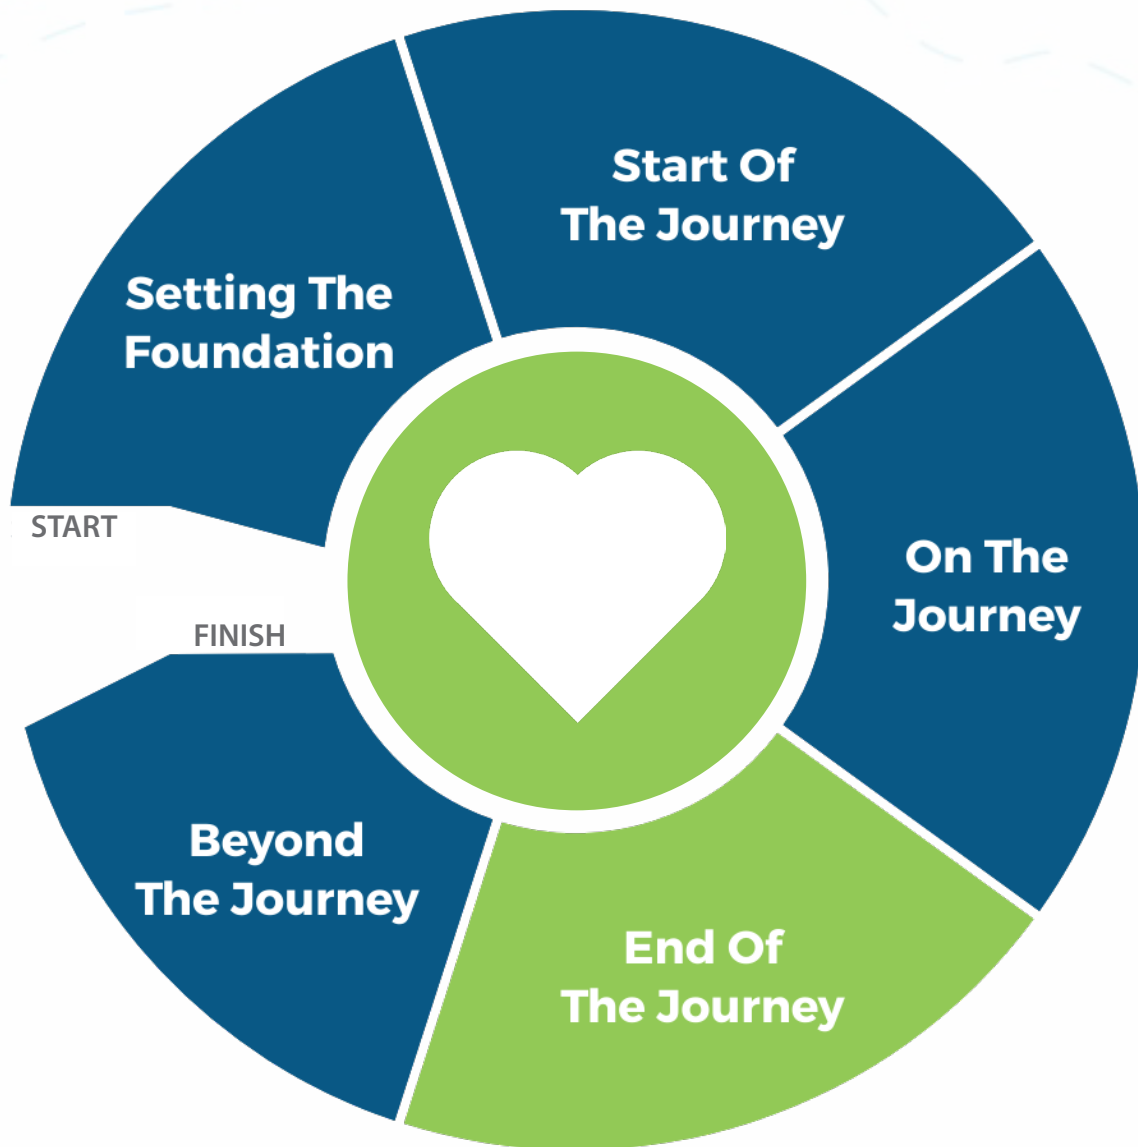 START
Setting The
Foundation
Start Of
The Journey
On The
Journey
End Of
The Journey
Beyond
The Journey
FINISH